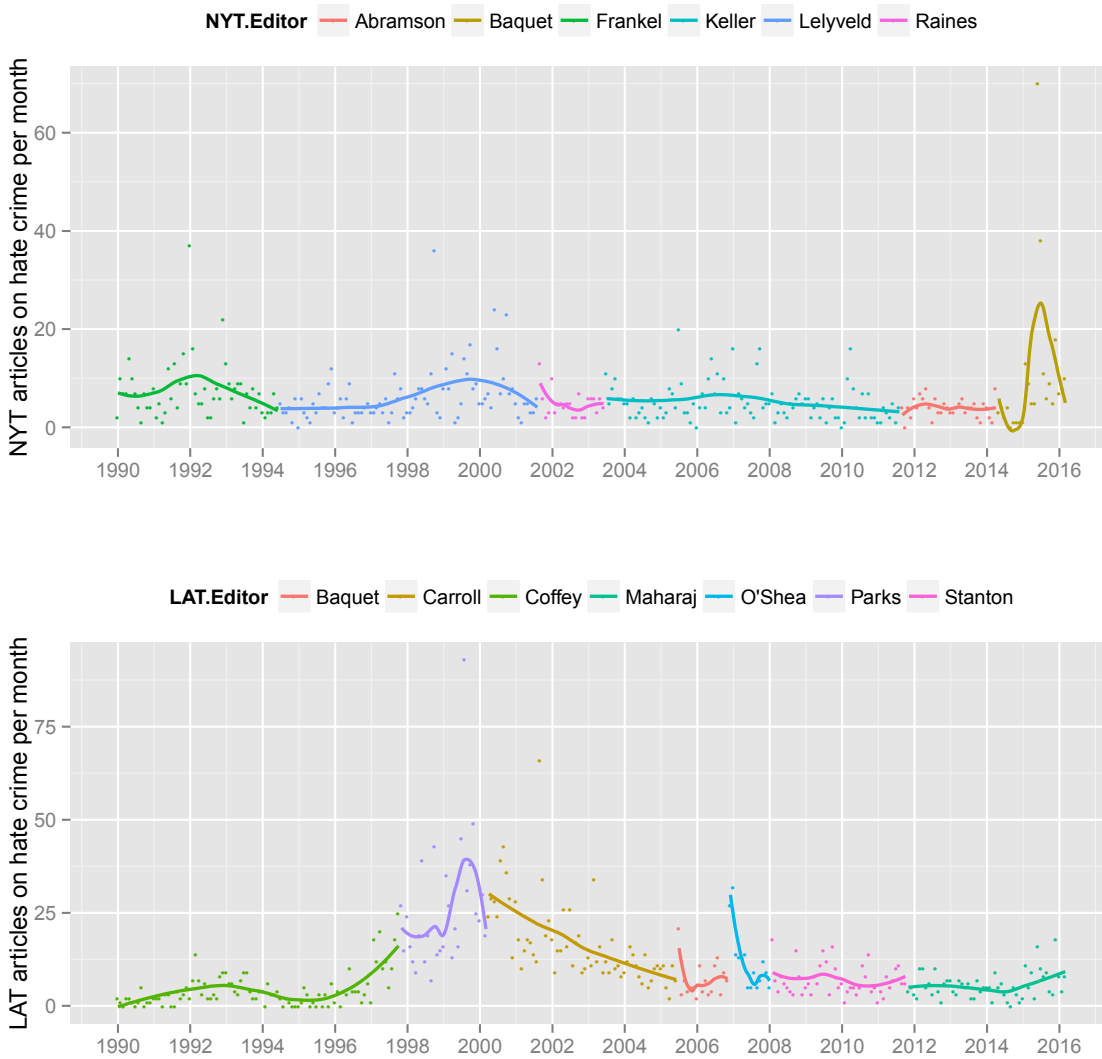 NYT.Editor Abramson Baquet Frankel Keller Lelyveld Raines
NYT articles on hate crime per month
60
40
20
0
1990 1992 1994 1996 1998 2000 2002 2004 2006 2008 2010 2012 2014 2016
LAT.Editor Baquet Carroll Coffey Maharaj O'Shea Parks Stanton
LAT articles on hate crime per month
75
50
25
0
1990 1992 1994 1996 1998 2000 2002 2004 2006 2008 2010 2012 2014 2016